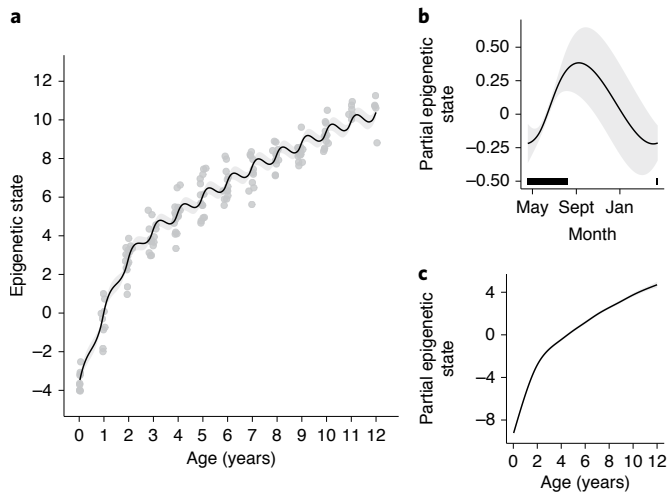 a
12
10
8
6
4
2
0
−2
−4
Epigenetic state
0 1 2 3 4 5 6 7 8 9 10 11 12
Age (years)
b
0.50
0.25
0
−0.25
−0.50
Partial epigenetic
state
May Sept Jan
Month
c
4
0
−4
−8
Partial epigenetic
state
0 2 4 6 8 10 12
Age (years)